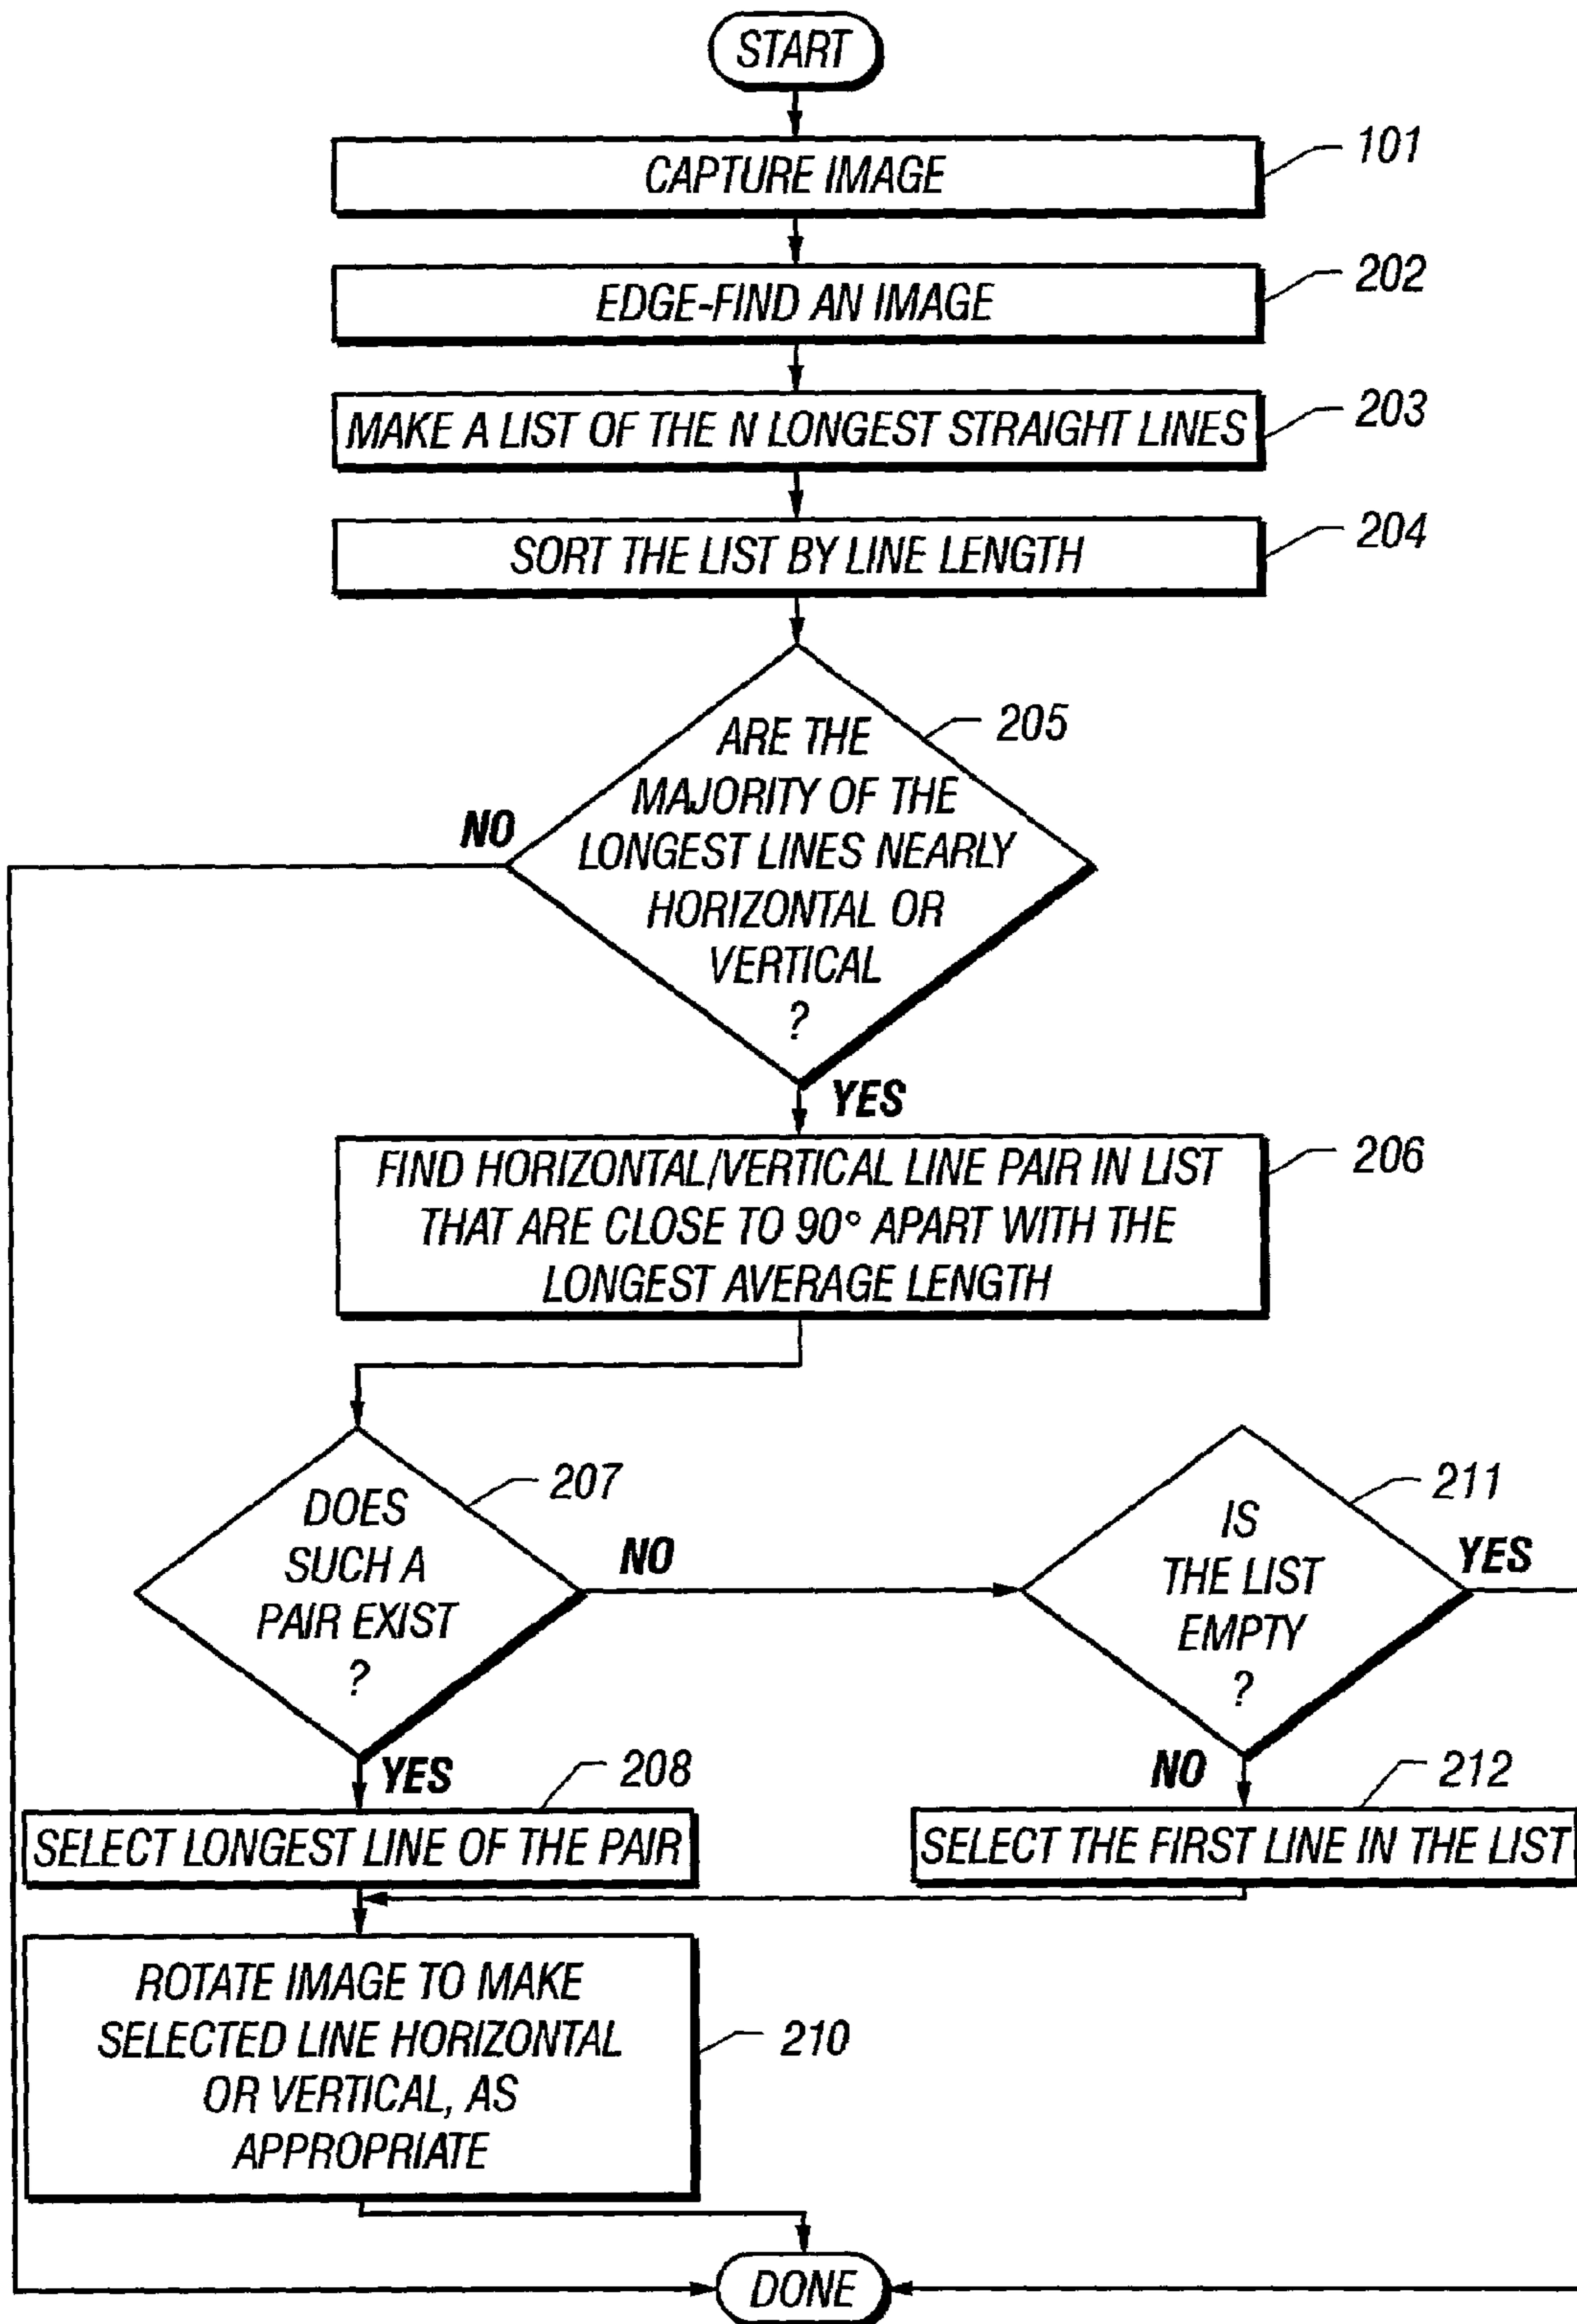 START
CAPTURE IMAGE
101
EDGE-FIND AN IMAGE
202
MAKE A LIST OF THE N LONGEST STRAIGHT LINES
203
SORT THE LIST BY LINE LENGTH
204
ARE THE
MAJORITY OF THE
LONGEST LINES NEARLY
HORIZONTAL OR
VERTICAL
?
205
NO
YES
FIND HORIZONTAL/VERTICAL LINE PAIR IN LIST
THAT ARE CLOSE TO 90° APART WITH THE
LONGEST AVERAGE LENGTH
206
DOES
SUCH A
PAIR EXIST
?
207
NO
YES
IS
THE LIST
EMPTY
?
211
YES
NO
SELECT LONGEST LINE OF THE PAIR
208
SELECT THE FIRST LINE IN THE LIST
212
ROTATE IMAGE TO MAKE
SELECTED LINE HORIZONTAL
OR VERTICAL, AS
APPROPRIATE
210
DONE